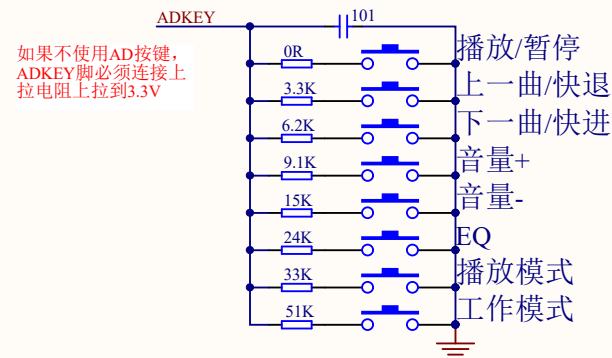 ADKEY
101
如果不使用AD按键，
ADKEY脚必须连接上
拉电阻上拉到3.3V
0R
播放/暂停
3.3K
上一曲/快退
6.2K
下一曲/快进
9.1K
音量+
15K
音量-
24K
EQ
33K
播放模式
51K
工作模式